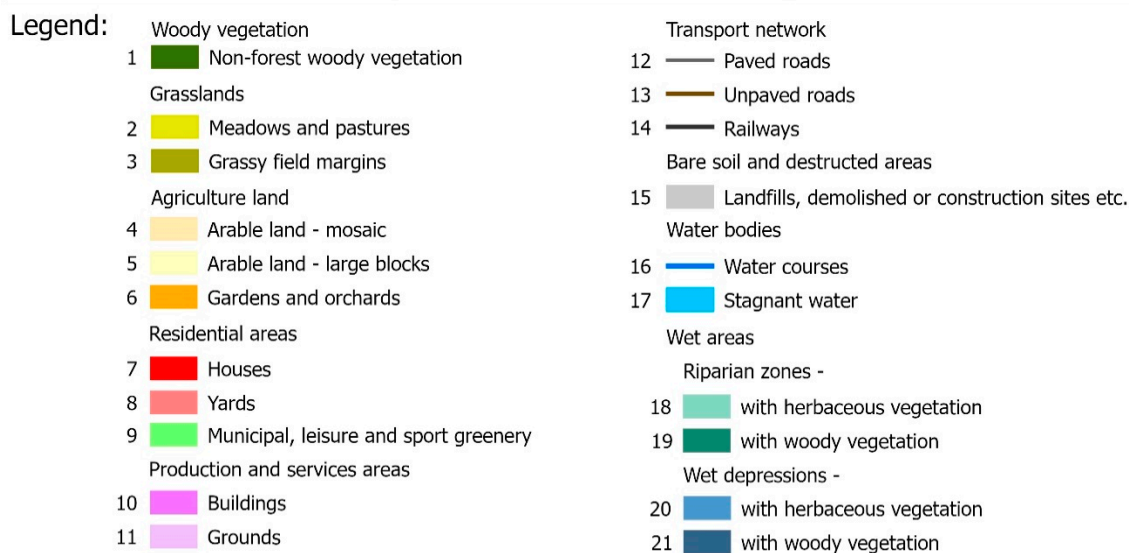 Legend:
Woody vegetation
1 Non-forest woody vegetation
Grasslands
2 Meadows and pastures
3 Grassy field margins
Agriculture land
4 Arable land - mosaic
5 Arable land - large blocks
6 Gardens and orchards
Residential areas
7 Houses
8 Yards
9 Municipal, leisure and sport greenery
Production and services areas
10 Buildings
11 Grounds
Transport network
12 Paved roads
13 Unpaved roads
14 Railways
Bare soil and destructed areas
15 Landfills, demolished or construction sites etc.
Water bodies
16 Water courses
17 Stagnant water
Wet areas
Riparian zones -
18 with herbaceous vegetation
19 with woody vegetation
Wet depressions -
20 with herbaceous vegetation
21 with woody vegetation